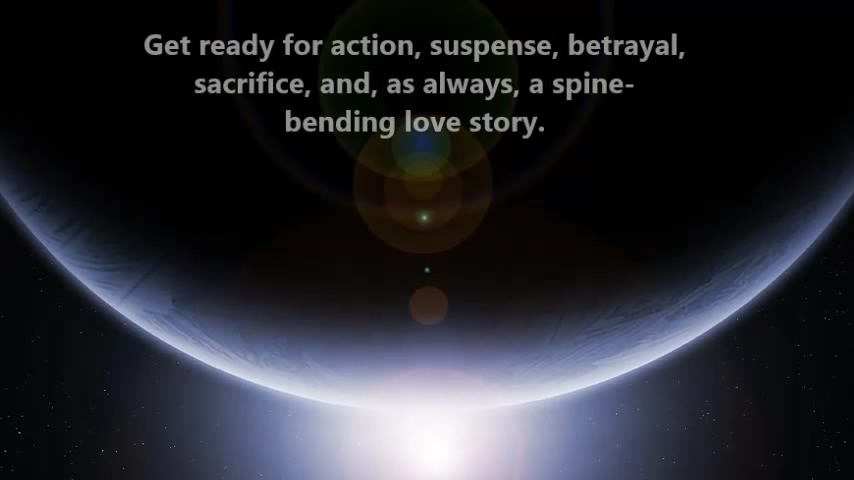 Get ready for action, suspense, betrayal,
sacrifice, and, as always, a spine-
bending love story.